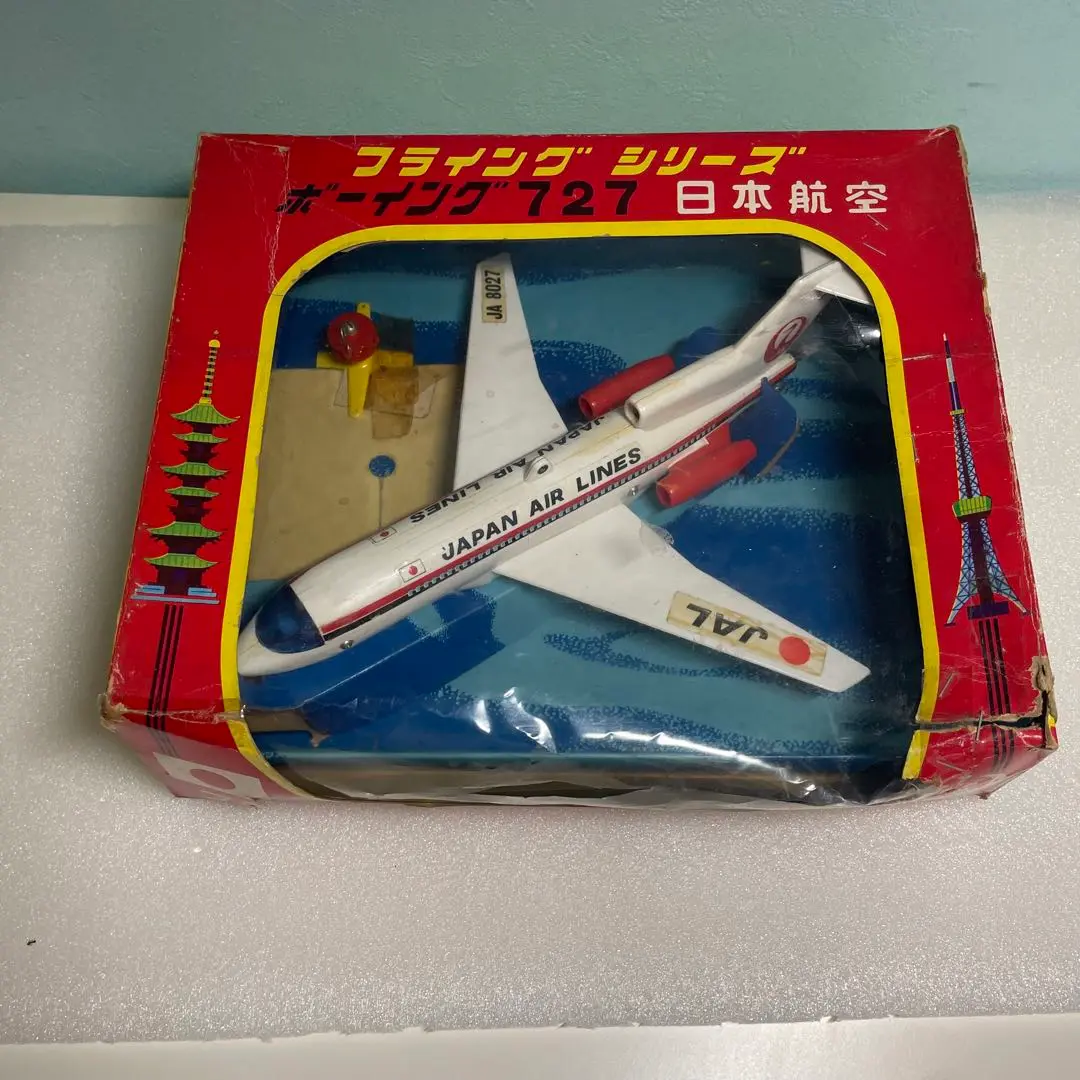 フライング シリーズ
ボーイング 727 日本航空
JA 8027
JAPAN AIR LINES
JAPAN AIR LINES
JAL